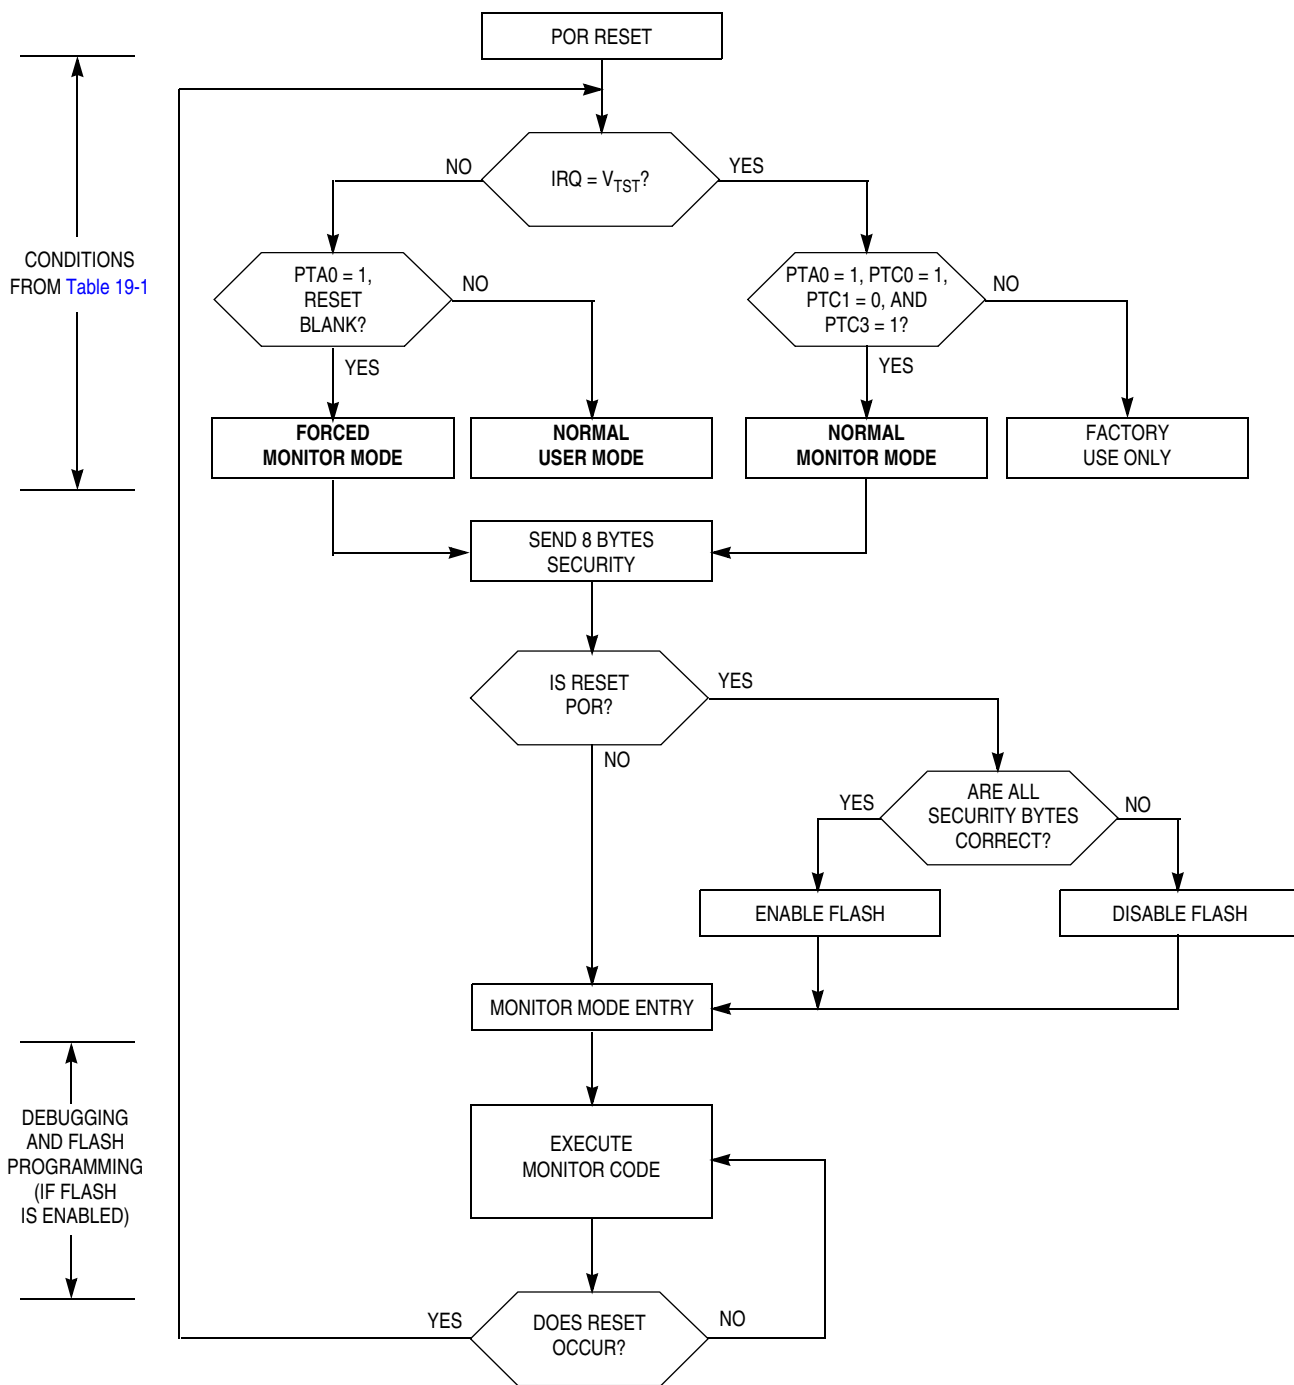 POR RESET
IRQ = VTST?
NO
YES
CONDITIONS
FROM Table 19-1
PTA0 = 1,
RESET
BLANK?
NO
YES
PTA0 = 1, PTC0 = 1,
PTC1 = 0, AND
PTC3 = 1?
NO
YES
FORCED
MONITOR MODE
NORMAL
USER MODE
NORMAL
MONITOR MODE
FACTORY
USE ONLY
SEND 8 BYTES
SECURITY
IS RESET
POR?
YES
NO
ARE ALL
SECURITY BYTES
CORRECT?
YES
NO
ENABLE FLASH
DISABLE FLASH
MONITOR MODE ENTRY
DEBUGGING
AND FLASH
PROGRAMMING
(IF FLASH
IS ENABLED)
EXECUTE
MONITOR CODE
YES
DOES RESET
OCCUR?
NO